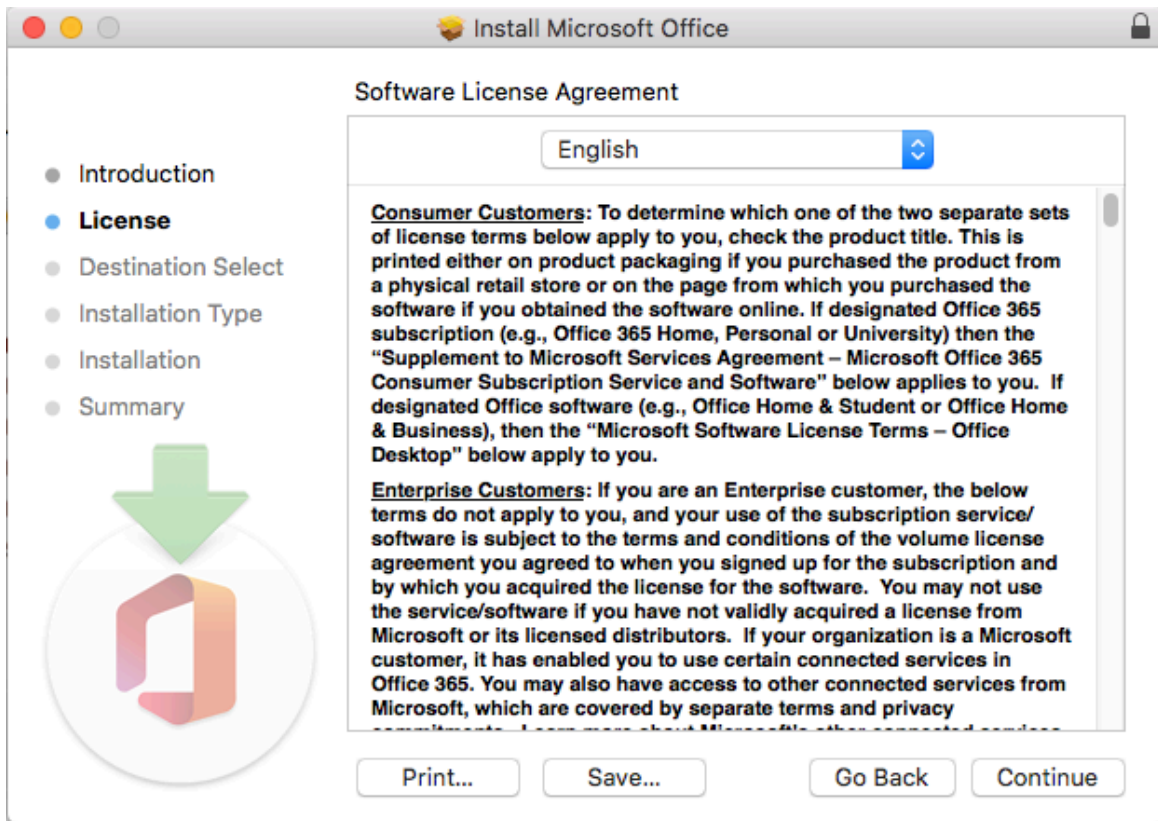 Install Microsoft Office
Software License Agreement
English
Introduction
License
Destination Select
Installation Type
Installation
Summary
Consumer Customers: To determine which one of the two separate sets
of license terms below apply to you, check the product title. This is
printed either on product packaging if you purchased the product from
a physical retail store or on the page from which you purchased the
software if you obtained the software online. If designated Office 365
subscription (e.g., Office 365 Home, Personal or University) then the
“Supplement to Microsoft Services Agreement – Microsoft Office 365
Consumer Subscription Service and Software" below applies to you.  If
designated Office software (e.g., Office Home & Student or Office Home
& Business), then the “Microsoft Software License Terms – Office
Desktop" below apply to you.
Enterprise Customers: If you are an Enterprise customer, the below
terms do not apply to you, and your use of the subscription service/
software is subject to the terms and conditions of the volume license
agreement you agreed to when you signed up for the subscription and
by which you acquired the license for the software.  You may not use
the service/software if you have not validly acquired a license from
Microsoft or its licensed distributors.  If your organization is a Microsoft
customer, it has enabled you to use certain connected services in
Office 365. You may also have access to other connected services from
Microsoft, which are covered by separate terms and privacy
commitments.  Learn more about Microsoft's other connected services
Print...
Save...
Go Back
Continue